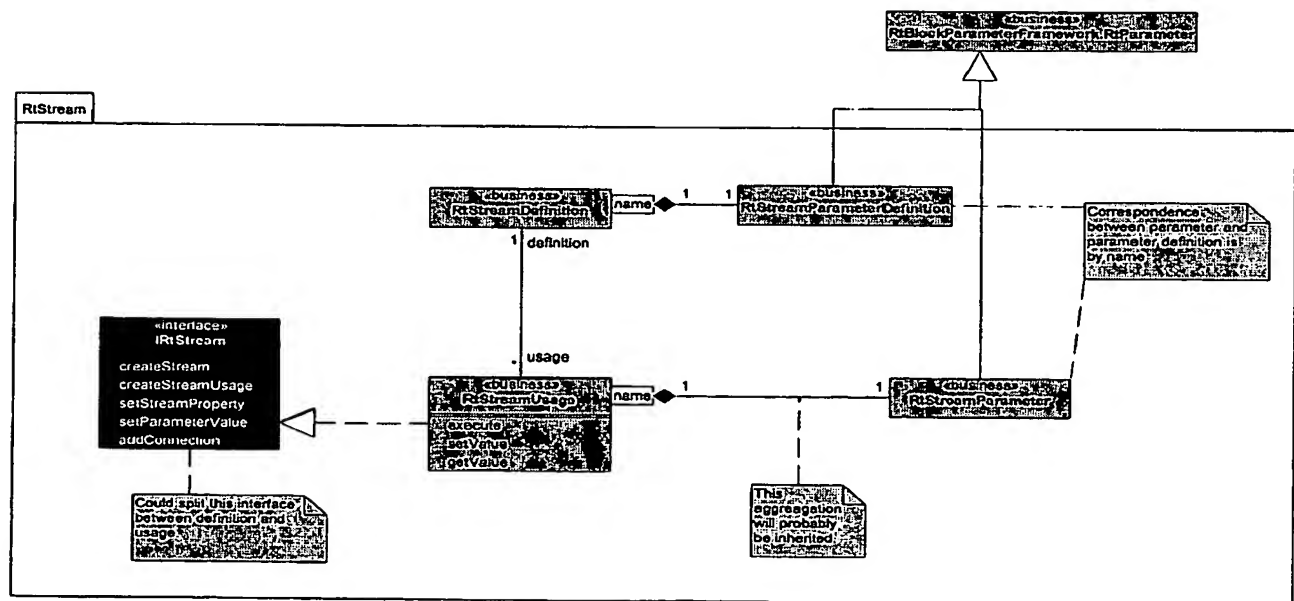 «business»
RtBlockParameterFramework.RtParameter
RtStream
«business»
RtStreamDefinition
name
1
1
«business»
RtStreamParameterDefinition
Correspondence
between parameter and
parameter definition is
by name
1
definition
«interface»
IRtStream
createStream
createStreamUsage
setStreamProperty
setParameterValue
addConnection
usage
«business»
RtStreamUsage
execute
setValue
getValue
name
1
1
«business»
RtStreamParameter
Could split this interface
between definition and
usage
This
aggreagation
will probably
be inherited